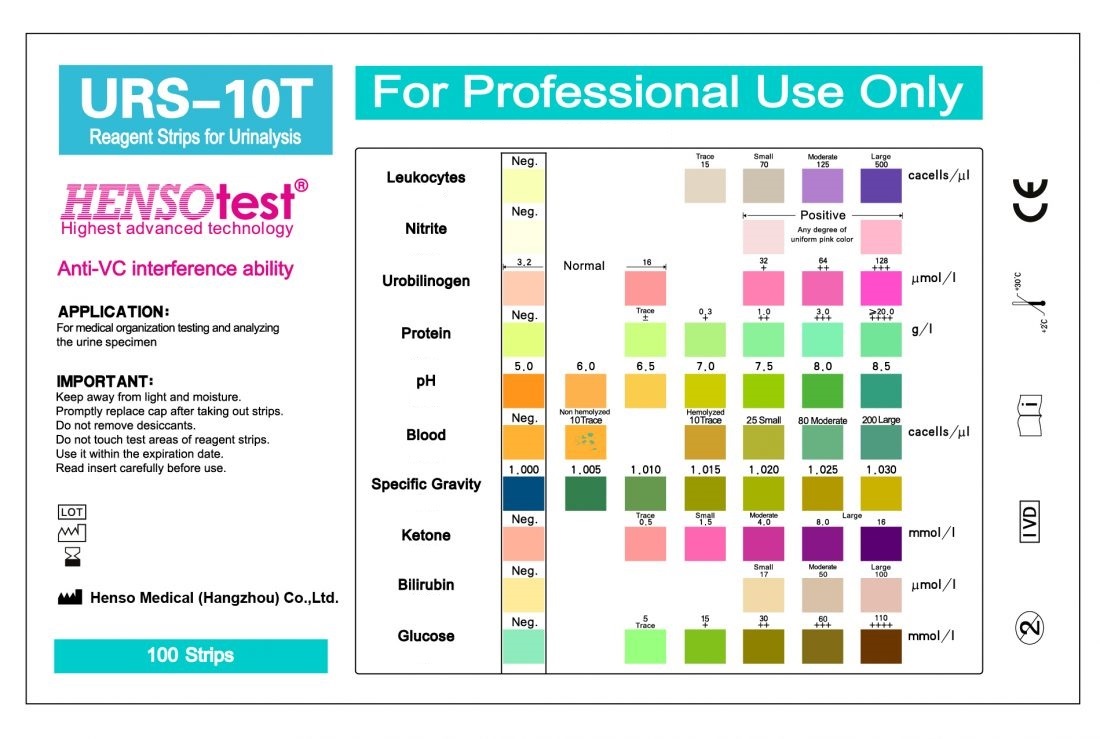 URS-10T
Reagent Strips for Urinalysis
For Professional Use Only
HENSOtest®
Highest advanced technology
Anti-VC interference ability
APPLICATION:
For medical organization testing and analyzing
the urine specimen
IMPORTANT:
Keep away from light and moisture.
Promptly replace cap after taking out strips.
Do not remove desiccants.
Do not touch test areas of reagent strips.
Use it within the expiration date.
Read insert carefully before use.
LOT
Henso Medical (Hangzhou) Co.,Ltd.
100 Strips
Neg. Trace Small Moderate Large
15 70 125 500
Leukocytes cacells/μl
Neg. Positive
Nitrite Any degree of
uniform pink color
3.2 Normal 16 32 64 128
+ ++ +++
Urobilinogen μmol/l
Neg. Trace 0.3 1.0 3.0 ≥20.0
± + ++ +++ ++++
Protein g/l
5.0 6.0 6.5 7.0 7.5 8.0 8.5
pH
Neg. Non hemolyzed Hemolyzed
10Trace 10Trace 25 Small 80 Moderate 200 Large
Blood cacells/μl
1.000 1.005 1.010 1.015 1.020 1.025 1.030
Specific Gravity
Neg. Trace Small Moderate Large
0.5 1.5 4.0 8.0 16
Ketone mmol/l
Neg. Small Moderate Large
17 50 100
Bilirubin μmol/l
Neg. 5 15 30 60 110
Trace + ++ +++ ++++
Glucose mmol/l
CE
+30°C
+2°C
i
IVD
2